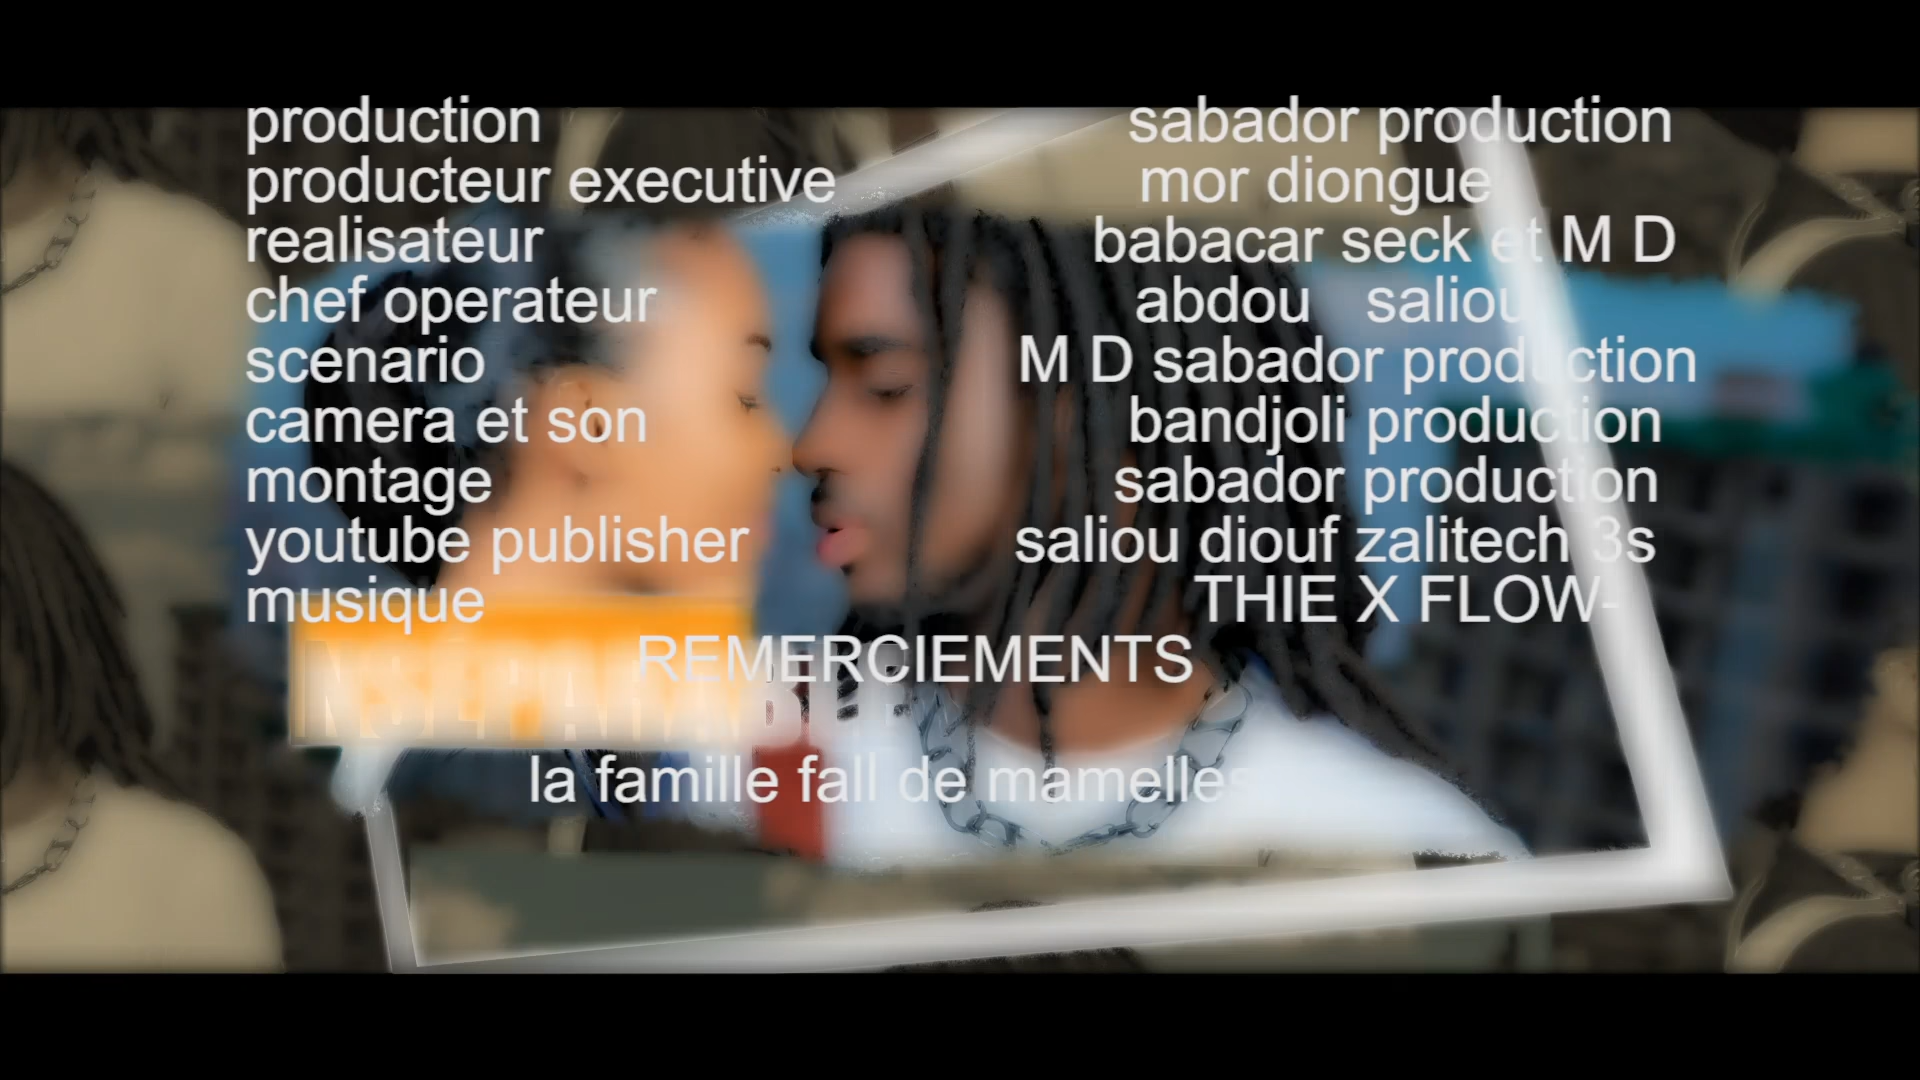 production sabador production
producteur executive mor diongue
realisateur babacar seck et M D
chef operateur abdou saliou
scenario M D sabador production
camera et son bandjoli production
montage sabador production
youtube publisher saliou diouf zalitech 3s
musique THIE X FLOW-
REMERCIEMENTS
la famille fall de mamelles